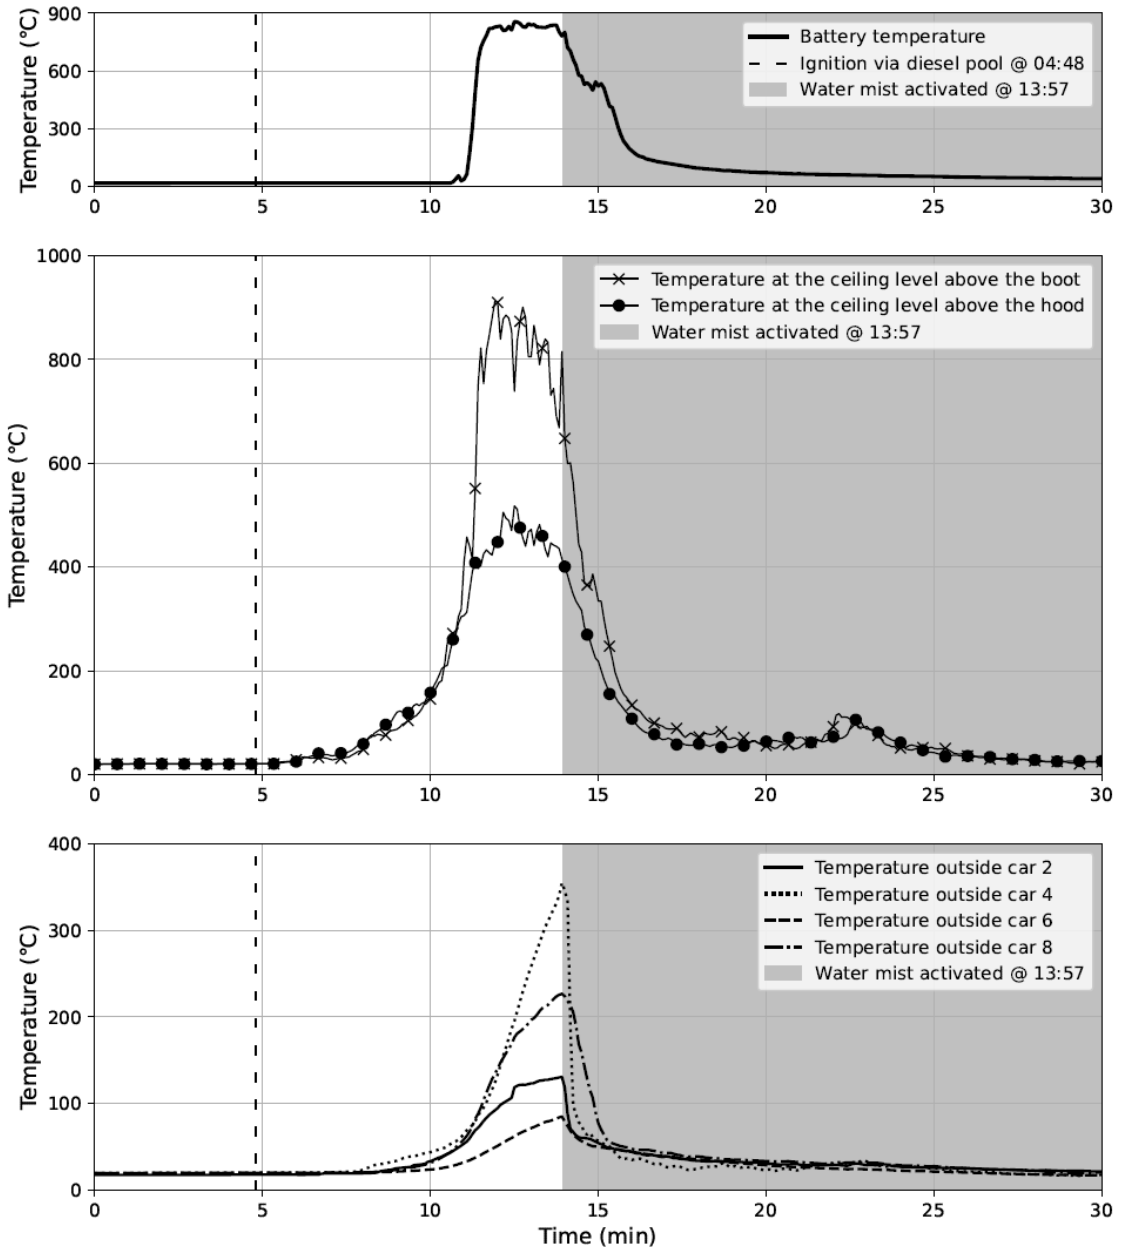 Temperature (°C)
900
600
300
0
Battery temperature
Ignition via diesel pool @ 04:48
Water mist activated @ 13:57
0 5 10 15 20 25 30
Temperature (°C)
1000
800
600
400
200
0
Temperature at the ceiling level above the boot
Temperature at the ceiling level above the hood
Water mist activated @ 13:57
0 5 10 15 20 25 30
Temperature (°C)
400
300
200
100
0
Temperature outside car 2
Temperature outside car 4
Temperature outside car 6
Temperature outside car 8
Water mist activated @ 13:57
0 5 10 15 20 25 30
Time (min)